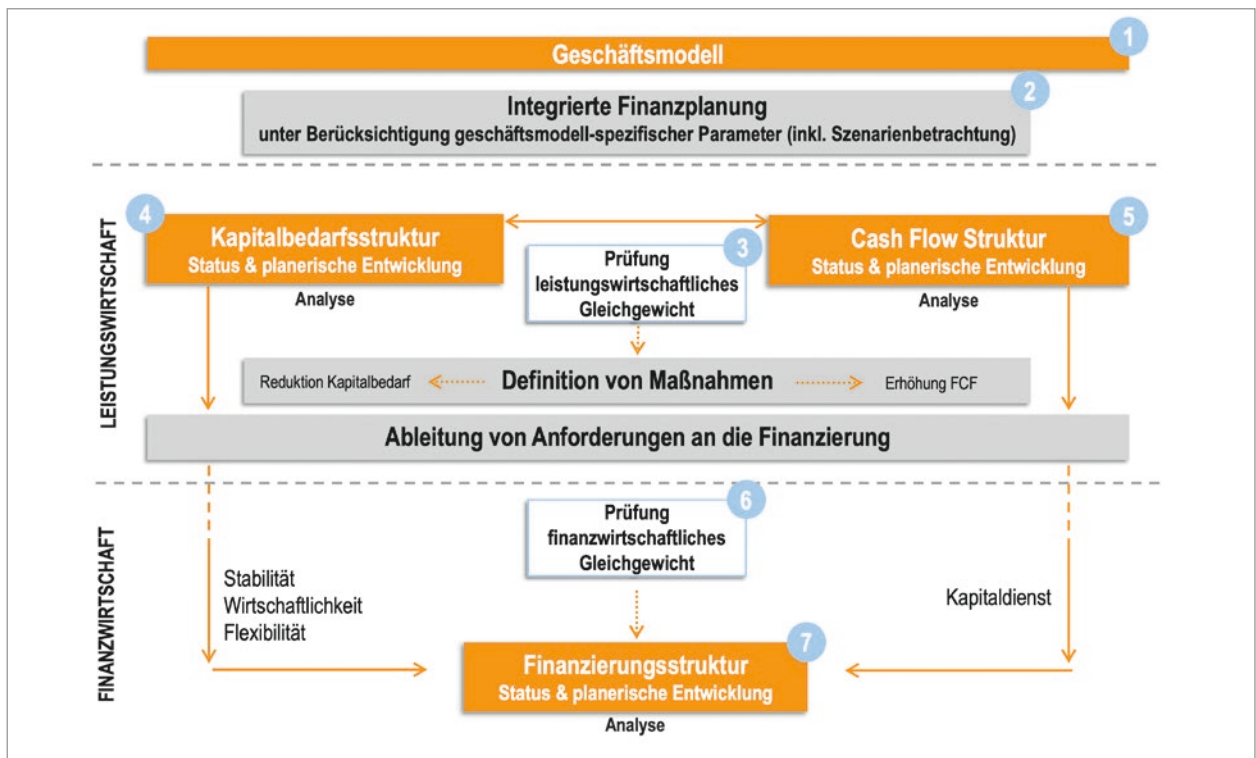 1
Geschäftsmodell
2
Integrierte Finanzplanung
unter Berücksichtigung geschäftsmodell-spezifischer Parameter (inkl. Szenarienbetrachtung)
LEISTUNGSWIRTSCHAFT
4
Kapitalbedarfsstruktur
Status & planerische Entwicklung
Analyse
3
Prüfung
leistungswirtschaftliches
Gleichgewicht
5
Cash Flow Struktur
Status & planerische Entwicklung
Analyse
Reduktion Kapitalbedarf
Definition von Maßnahmen
Erhöhung FCF
Ableitung von Anforderungen an die Finanzierung
FINANZWIRTSCHAFT
6
Prüfung
finanzwirtschaftliches
Gleichgewicht
Stabilität
Wirtschaftlichkeit
Flexibilität
Kapitaldienst
7
Finanzierungsstruktur
Status & planerische Entwicklung
Analyse